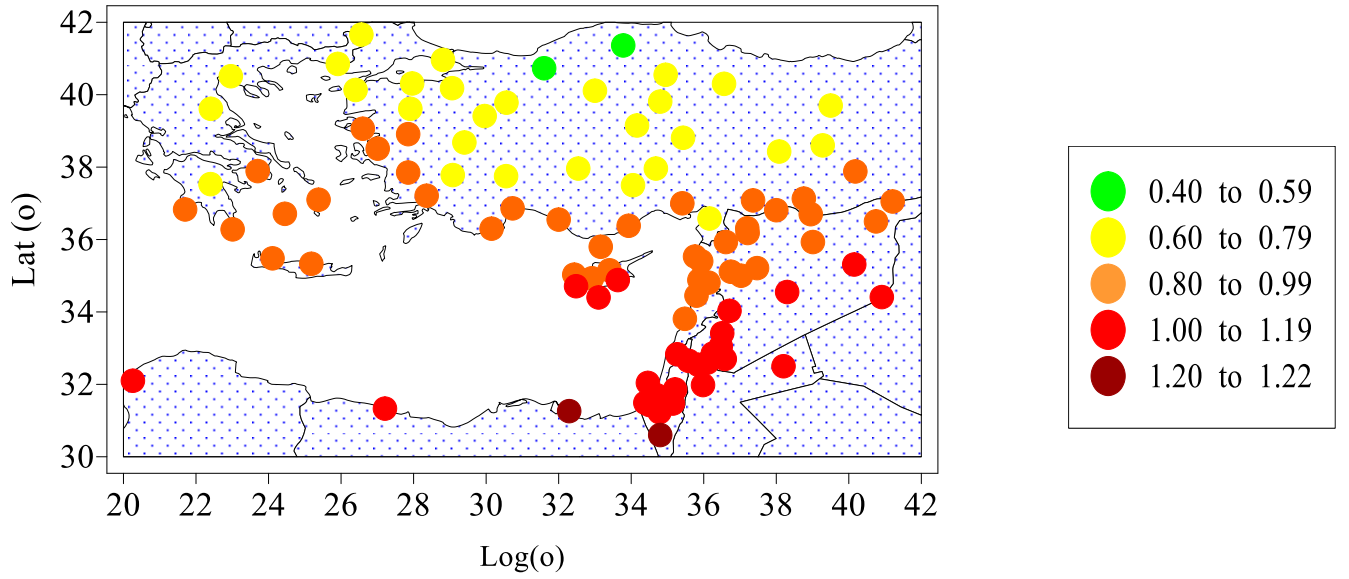 42
40
38
36
34
32
30
Lat (o)
20 22 24 26 28 30 32 34 36 38 40 42
Log(o)
0.40 to 0.59
0.60 to 0.79
0.80 to 0.99
1.00 to 1.19
1.20 to 1.22